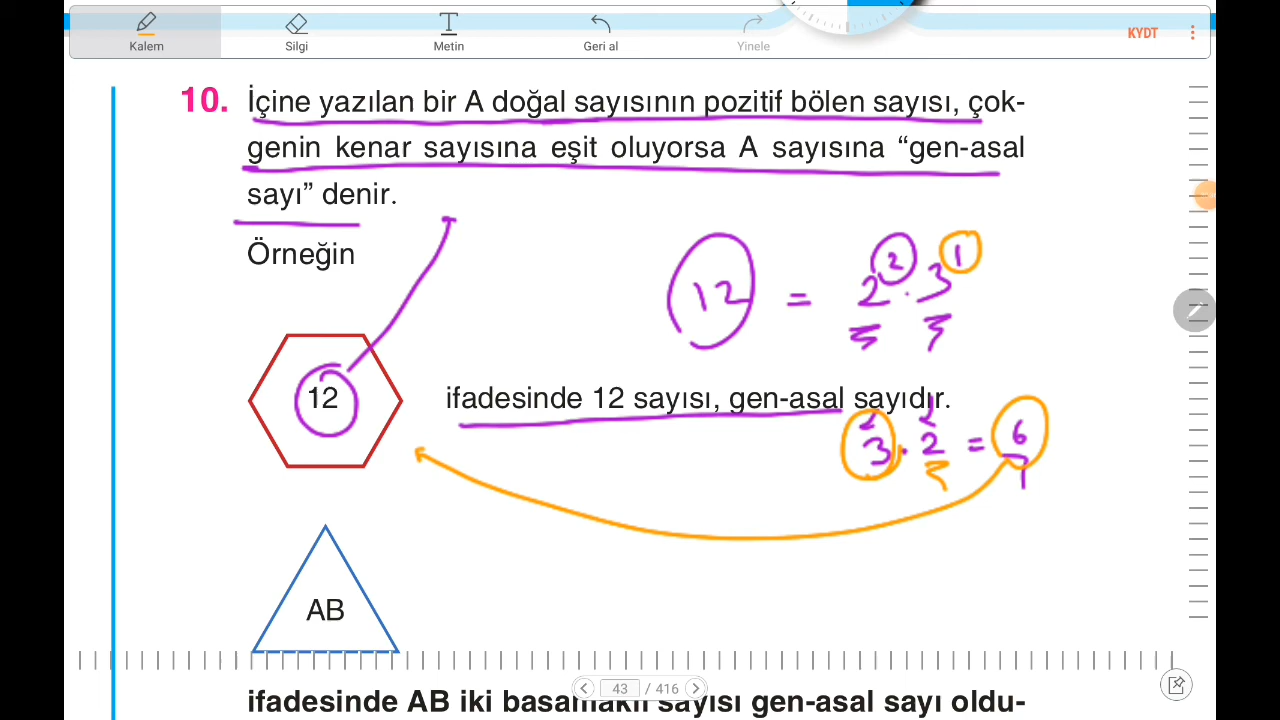 Kalem Silgi Metin Geri al Yinele KYDT
10. İçine yazılan bir A doğal sayısının pozitif bölen sayısı, çok-
genin kenar sayısına eşit oluyorsa A sayısına “gen-asal
sayı” denir.
Örneğin
12 = 2² . 3¹
12 ifadesinde 12 sayısı, gen-asal sayıdır.
3 . 2 = 6
AB
43 / 416
ifadesinde AB iki basamaklı sayısı gen-asal sayı oldu-